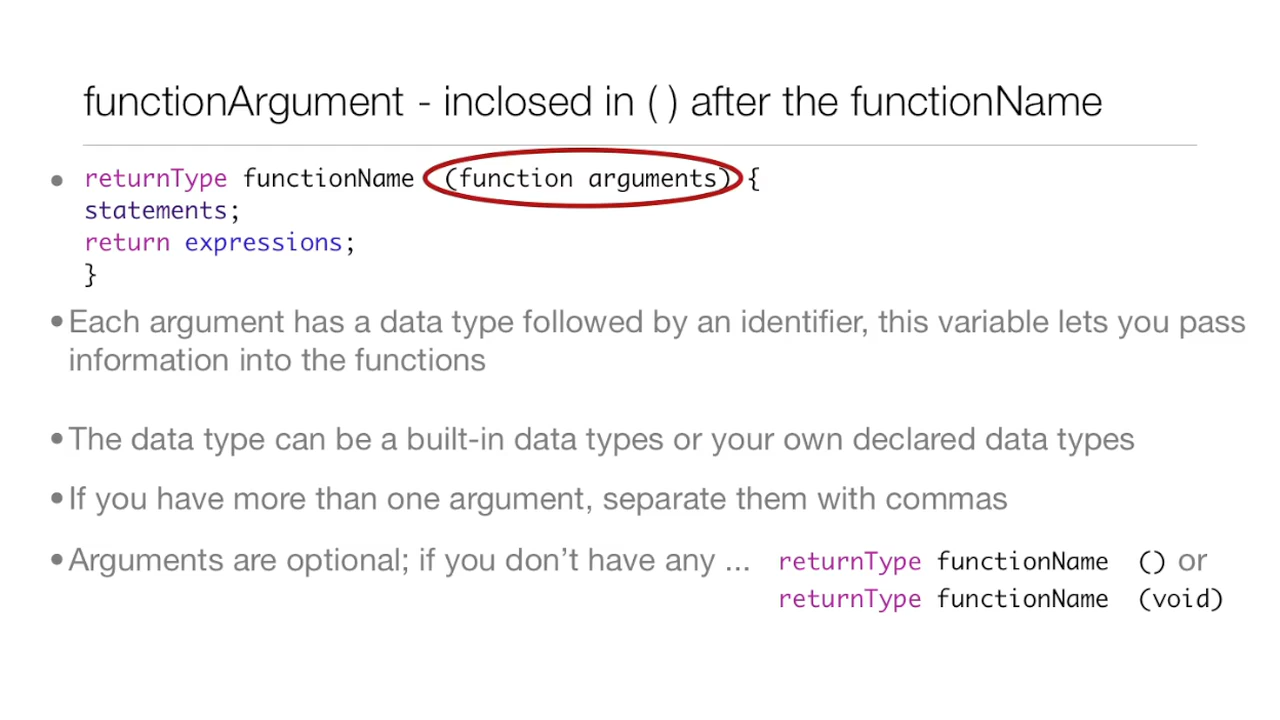 functionArgument - inclosed in ( ) after the functionName
• returnType functionName (function arguments) {
statements;
return expressions;
}
• Each argument has a data type followed by an identifier, this variable lets you pass
information into the functions
• The data type can be a built-in data types or your own declared data types
• If you have more than one argument, separate them with commas
• Arguments are optional; if you don’t have any ... returnType functionName () or
returnType functionName (void)